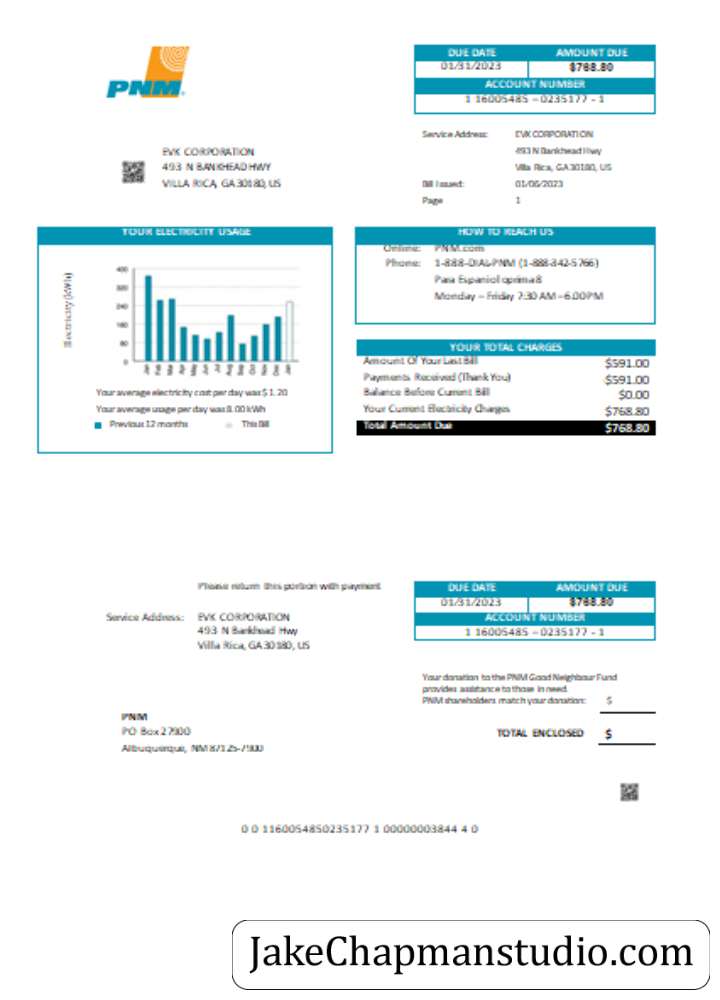 DUE DATE AMOUNT DUE
01/31/2023 $768.80
ACCOUNT NUMBER
1 16005485 – 0235177 - 1
PNM
Service Address: EVK CORPORATION
493 N Bankhead Hwy
Villa Rica, GA 30180, US
Bill Issued: 01/06/2023
Page 1
EVK CORPORATION
493 N BANKHEAD HWY
VILLA RICA, GA 30180, US
YOUR ELECTRICITY USAGE
Electricity (kWh)
400
320
240
160
80
0
Jan Feb Mar Apr May Jun Jul Aug Sep Oct Nov Dec Jan
Your average electricity cost per day was $ 1.20
Your average usage per day was 8.00 kWh
Previous 12 months This Bill
HOW TO REACH US
Online: PNM.com
Phone: 1-888-DIAL-PNM (1-888-342-5766)
Para Espaniol oprima 8
Monday – Friday 7:30 AM – 6:00 PM
YOUR TOTAL CHARGES
Amount Of Your Last Bill $591.00
Payments Received (Thank You) $591.00
Balance Before Current Bill $0.00
Your Current Electricity Charges $768.80
Total Amount Due $768.80
Please return this portion with payment
Service Address: EVK CORPORATION
493 N Bankhead Hwy
Villla Rica, GA 30180, US
DUE DATE AMOUNT DUE
01/31/2023 $768.80
ACCOUNT NUMBER
1 16005485 – 0235177 - 1
Your donation to the PNM Good Neighbour Fund
provides assistance to those in need.
PNM shareholders match your donation: $
PNM
PO Box 27900
Albuquerque, NM 87125-7900
TOTAL ENCLOSED $
0 0 1160054850235177 1 00000003844 4 0
JakeChapmanstudio.com